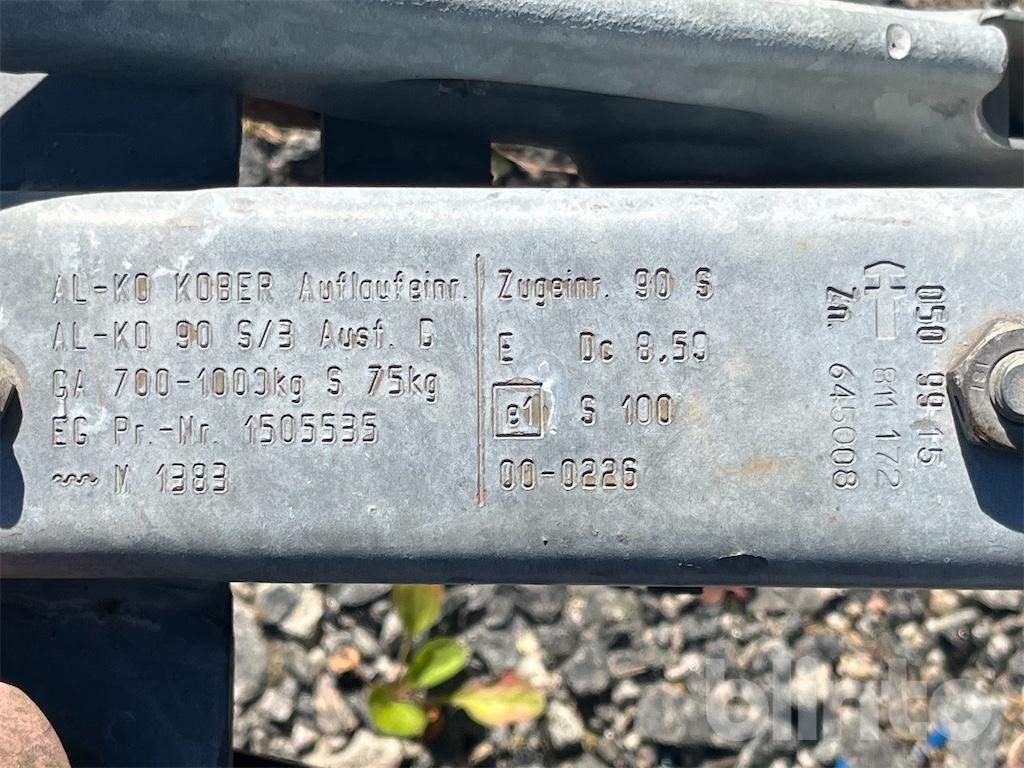 AL-KO KOBER Auflaufeinr.
AL-KO 90 S/3 Ausf. B
GA 700-1000kg S 75kg
EG Pr.-Nr. 1505535
M 1383
Zugeinr. 90 S
E Dc 8,59
e1 S 100
00-0226
Zn.
050 99 15
811 172
645008
blinto